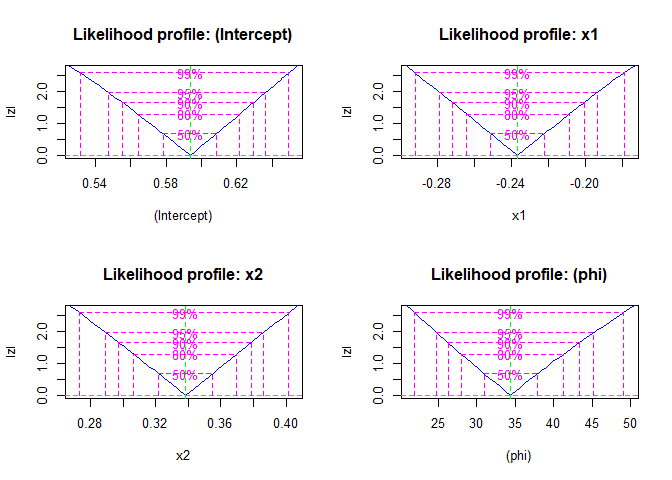 Likelihood profile: (Intercept)
|z|
2.0
1.0
0.0
99%
95%
90%
80%
50%
0.54 0.58 0.62
(Intercept)
Likelihood profile: x1
|z|
2.0
1.0
0.0
99%
95%
90%
80%
50%
-0.28 -0.24 -0.20
x1
Likelihood profile: x2
|z|
2.0
1.0
0.0
99%
95%
90%
80%
50%
0.28 0.32 0.36 0.40
x2
Likelihood profile: (phi)
|z|
2.0
1.0
0.0
99%
95%
90%
80%
50%
25 30 35 40 45 50
(phi)